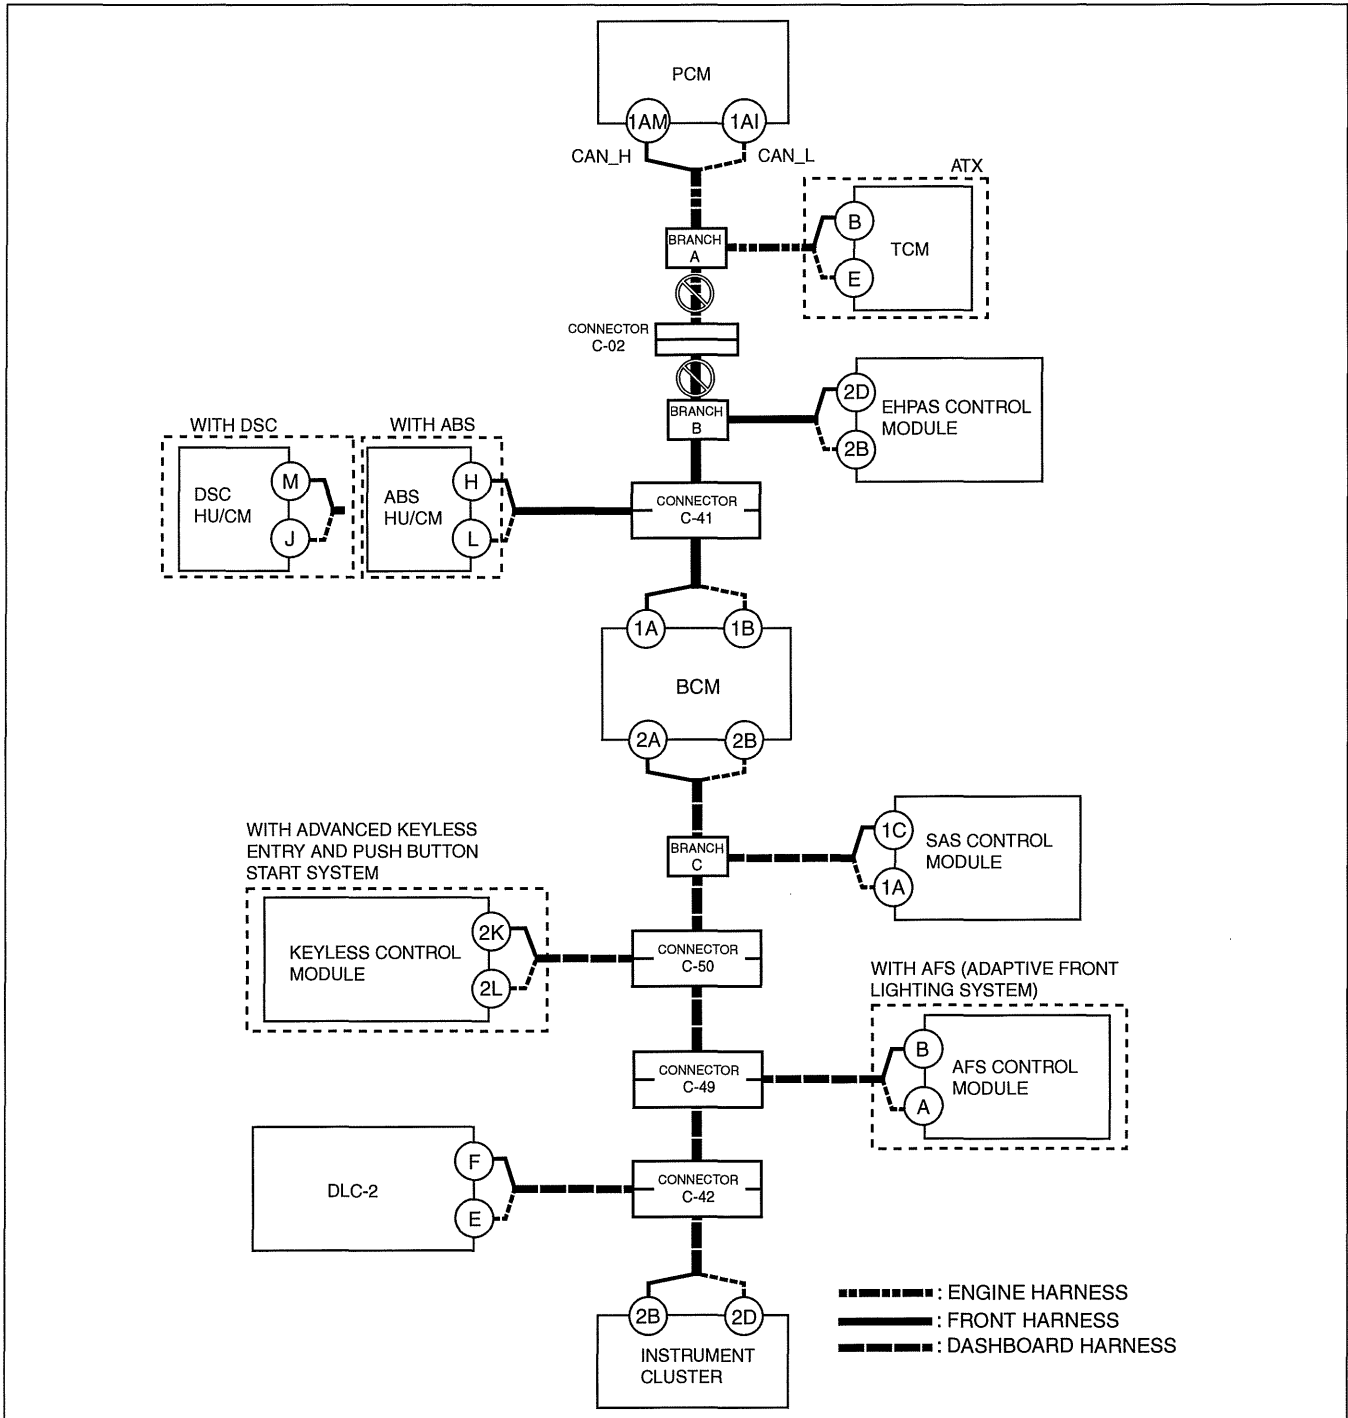 PCM
1AM
1AI
CAN_H
CAN_L
ATX
BRANCH
A
B
TCM
E
CONNECTOR
C-02
BRANCH
B
2D
EHPAS CONTROL
MODULE
2B
WITH DSC
WITH ABS
M
DSC
HU/CM
J
H
ABS
HU/CM
L
CONNECTOR
C-41
1A
1B
BCM
2A
2B
BRANCH
C
1C
SAS CONTROL
MODULE
1A
WITH ADVANCED KEYLESS
ENTRY AND PUSH BUTTON
START SYSTEM
2K
KEYLESS CONTROL
MODULE
2L
CONNECTOR
C-50
WITH AFS (ADAPTIVE FRONT
LIGHTING SYSTEM)
CONNECTOR
C-49
B
AFS CONTROL
MODULE
A
F
DLC-2
E
CONNECTOR
C-42
2B
2D
INSTRUMENT
CLUSTER
: ENGINE HARNESS
: FRONT HARNESS
: DASHBOARD HARNESS